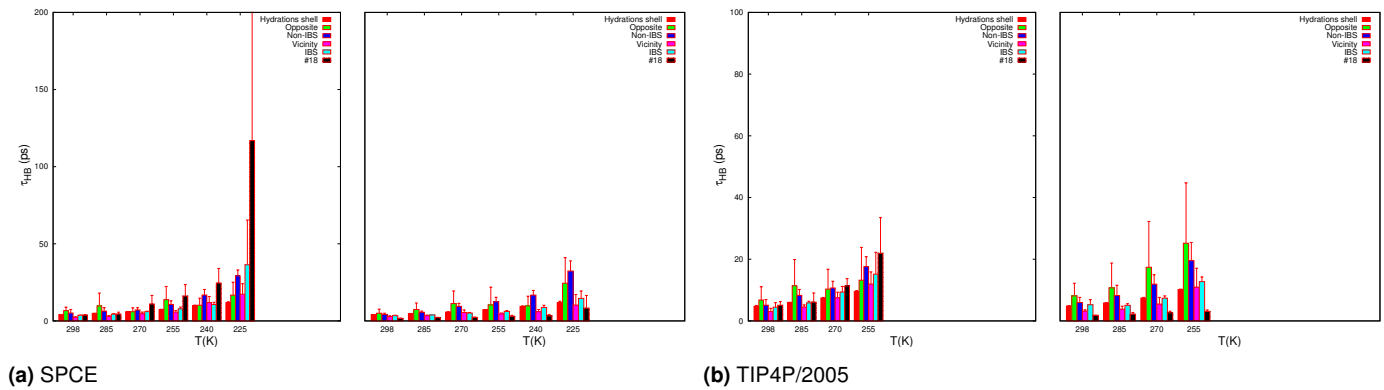 200
150
100
50
0
τHB (ps)
298
285
270
255
240
225
T(K)
Hydrations shell
Opposite
Non-IBS
Vicinity
IBS
#18
298
285
270
255
240
225
T(K)
Hydrations shell
Opposite
Non-IBS
Vicinity
IBS
#18
(a) SPCE
100
80
60
40
20
0
τHB (ps)
298
285
270
255
T(K)
Hydrations shell
Opposite
Non-IBS
Vicinity
IBS
#18
298
285
270
255
T(K)
Hydrations shell
Opposite
Non-IBS
Vicinity
IBS
#18
(b) TIP4P/2005